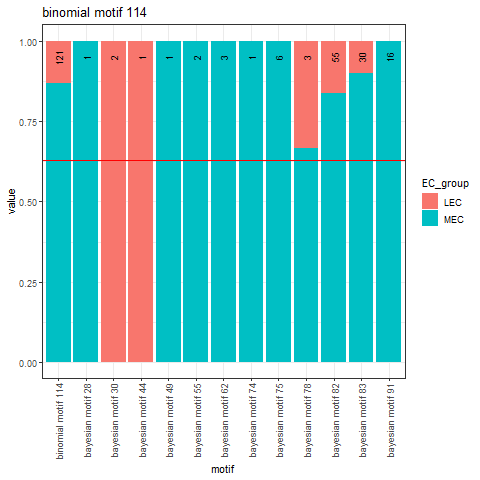 binomial motif 114
1.00
0.75
0.50
0.25
0.00
value
121
1
2
1
1
2
3
1
6
3
55
30
16
binomial motif 114
bayesian motif 28
bayesian motif 30
bayesian motif 44
bayesian motif 49
bayesian motif 55
bayesian motif 62
bayesian motif 74
bayesian motif 75
bayesian motif 78
bayesian motif 82
bayesian motif 83
bayesian motif 91
motif
EC_group
LEC
MEC